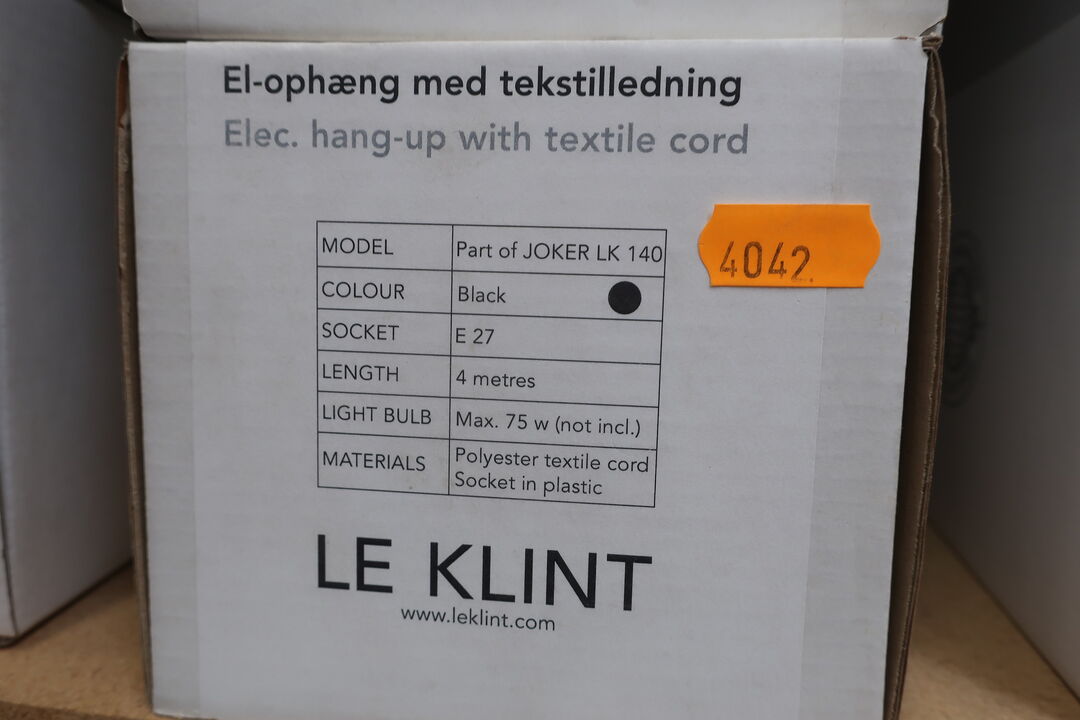 El-ophæng med tekstilledning
Elec. hang-up with textile cord
4042.
MODEL Part of JOKER LK 140
COLOUR Black
SOCKET E 27
LENGTH 4 metres
LIGHT BULB Max. 75 w (not incl.)
MATERIALS Polyester textile cord
Socket in plastic
LE KLINT
www.leklint.com